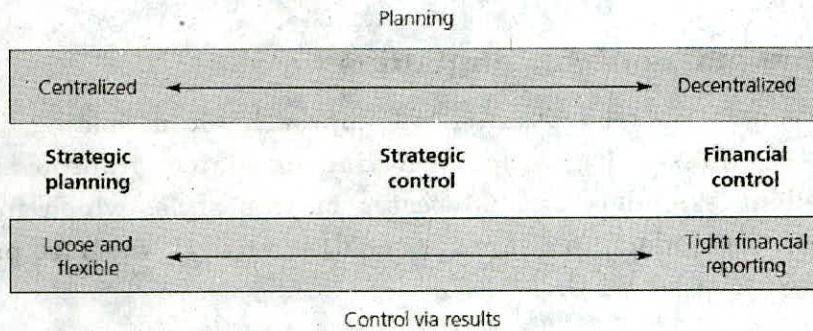 Planning
Centralized Decentralized
Strategic planning Strategic control Financial control
Loose and flexible Tight financial reporting
Control via results